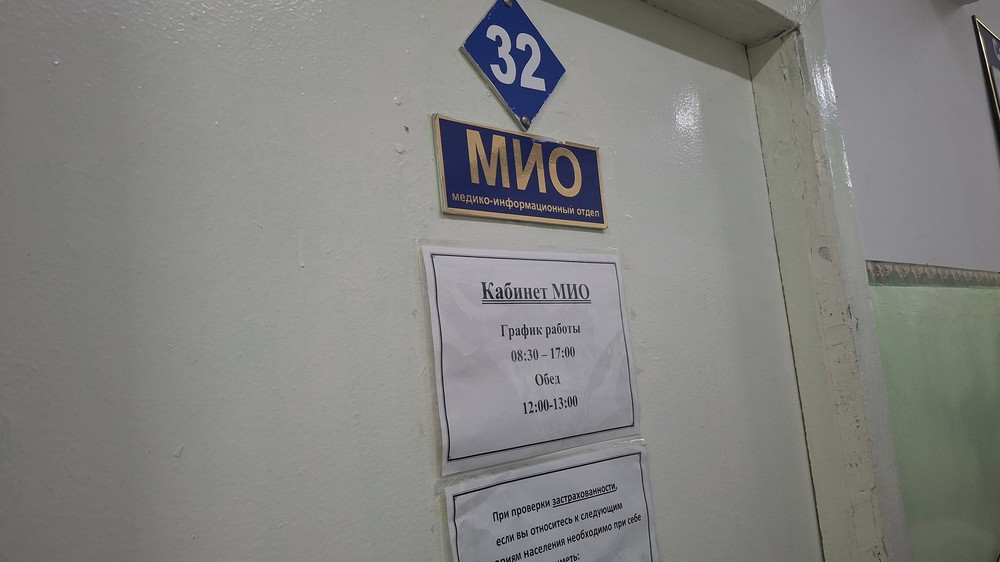 32
МИО
медико-информационный отдел
Кабинет МИО
График работы
08:30 – 17:00
Обед
12:00-13:00
При проверки застрахованности,
если вы относитесь к следующим
населения необходимо при себе